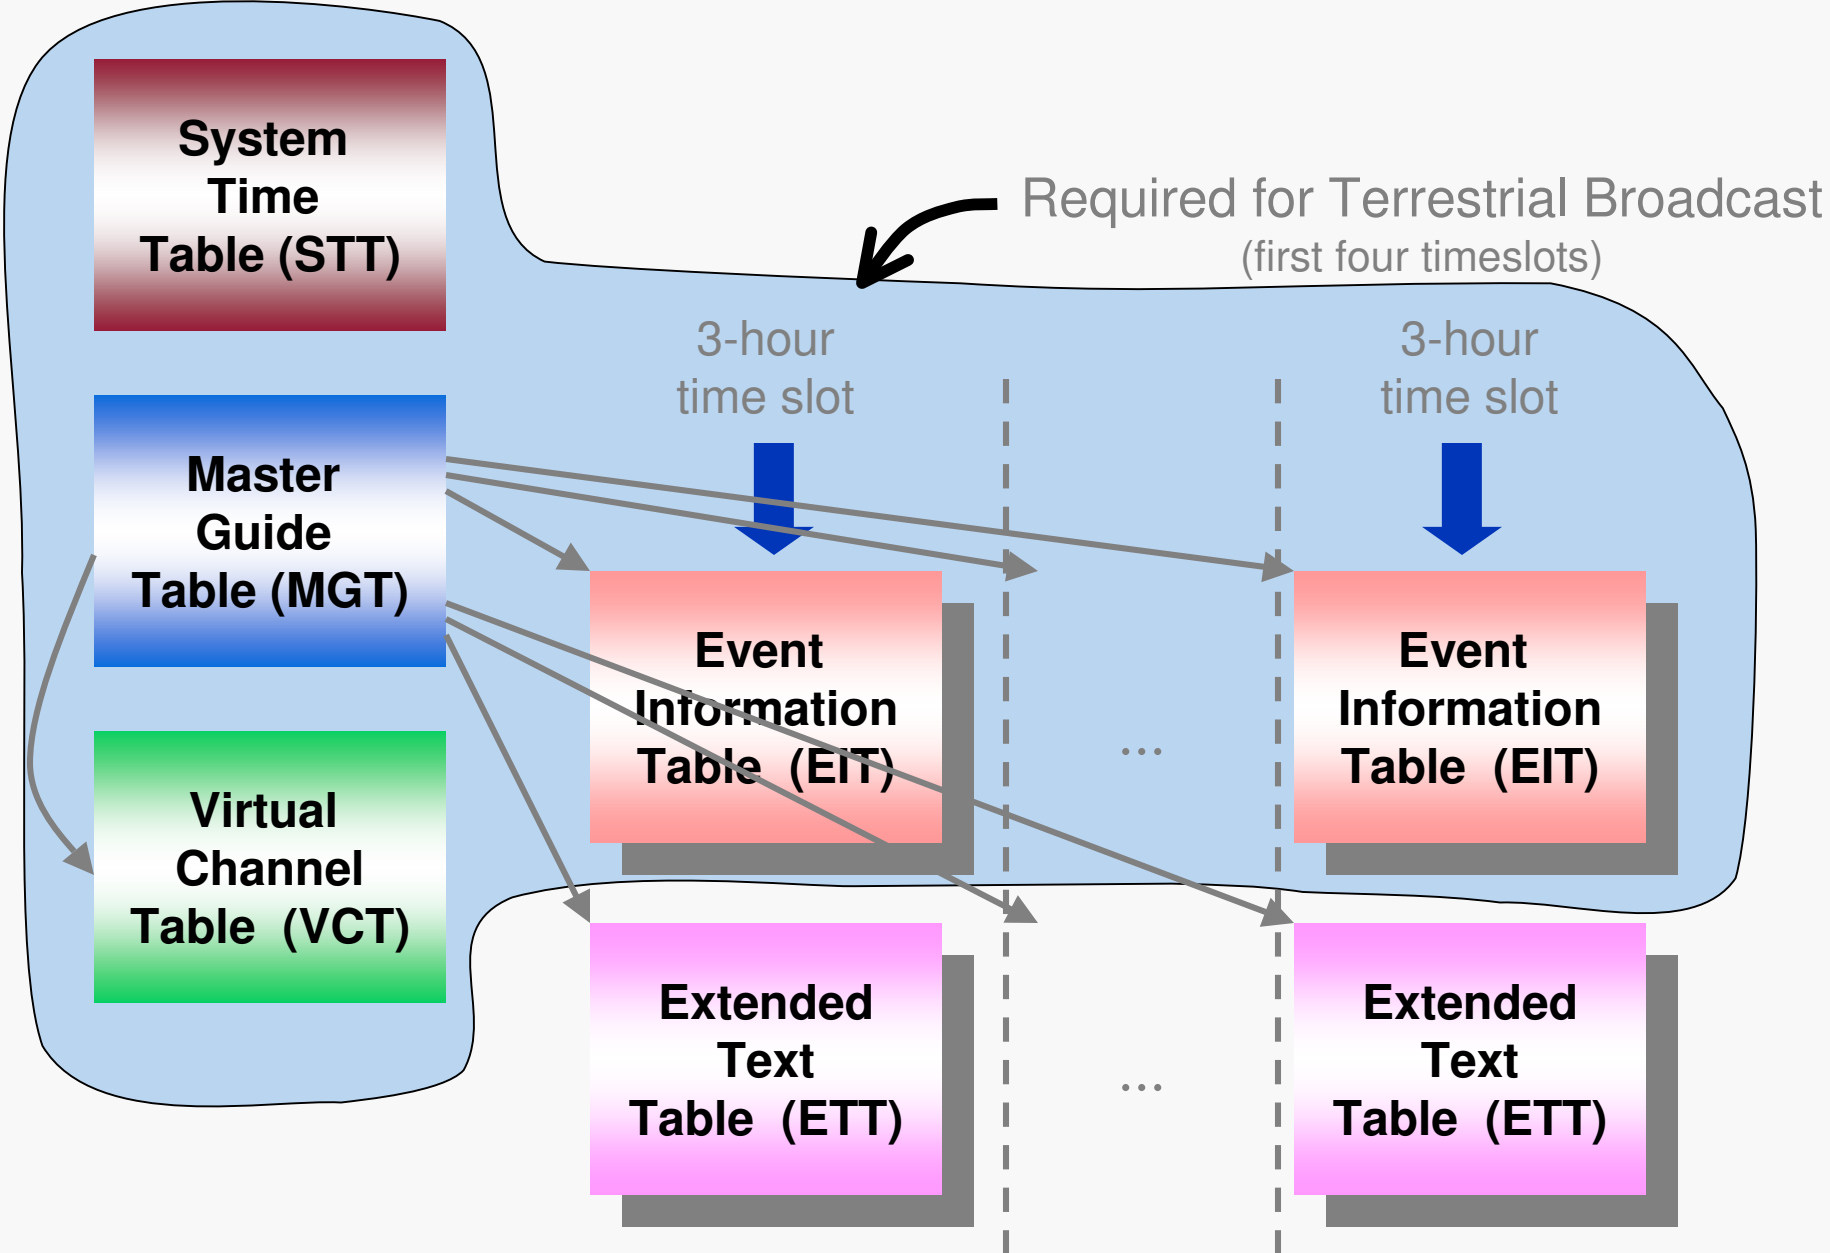 System
Time
Table (STT)
Required for Terrestrial Broadcast
(first four timeslots)
3-hour
time slot
3-hour
time slot
Master
Guide
Table (MGT)
Event
Information
Table (EIT)
...
Event
Information
Table (EIT)
Virtual
Channel
Table (VCT)
Extended
Text
Table (ETT)
...
Extended
Text
Table (ETT)